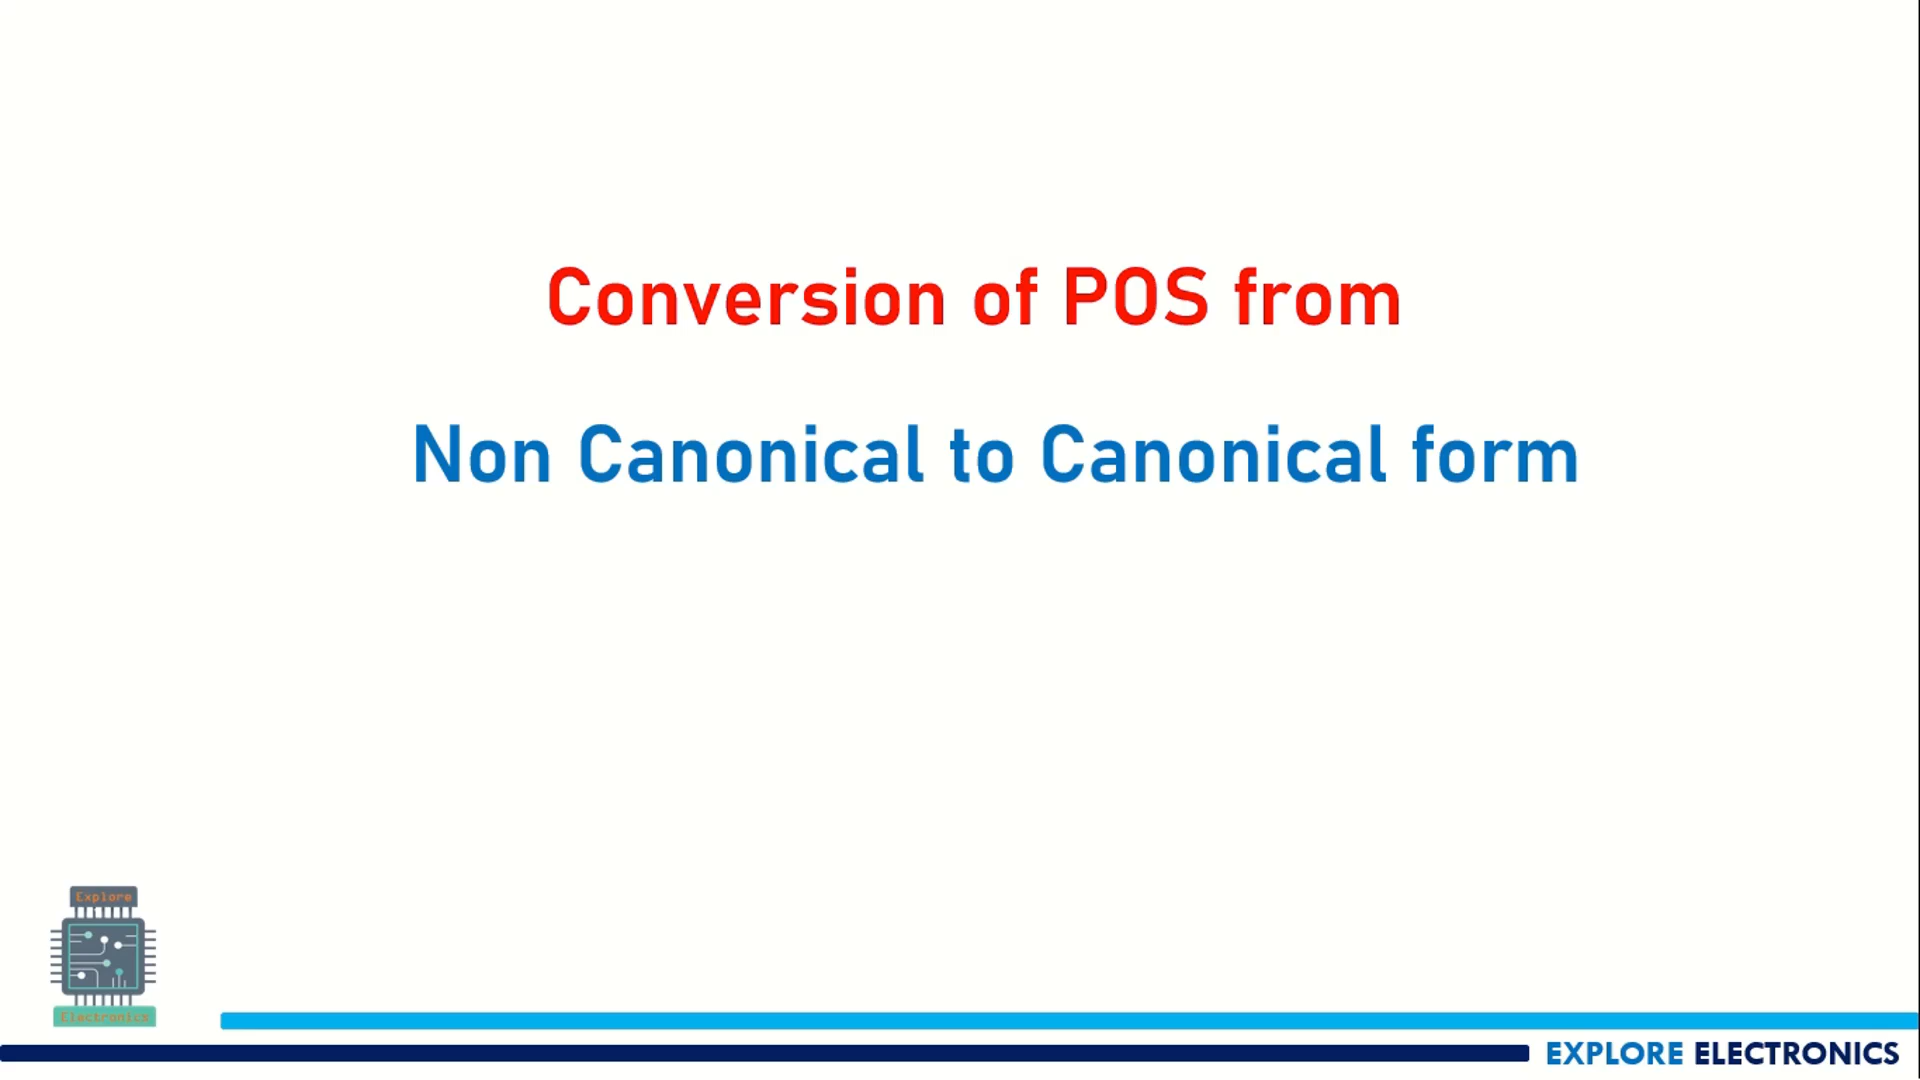 Conversion of POS from
Non Canonical to Canonical form
Explore
Electronics
EXPLORE ELECTRONICS